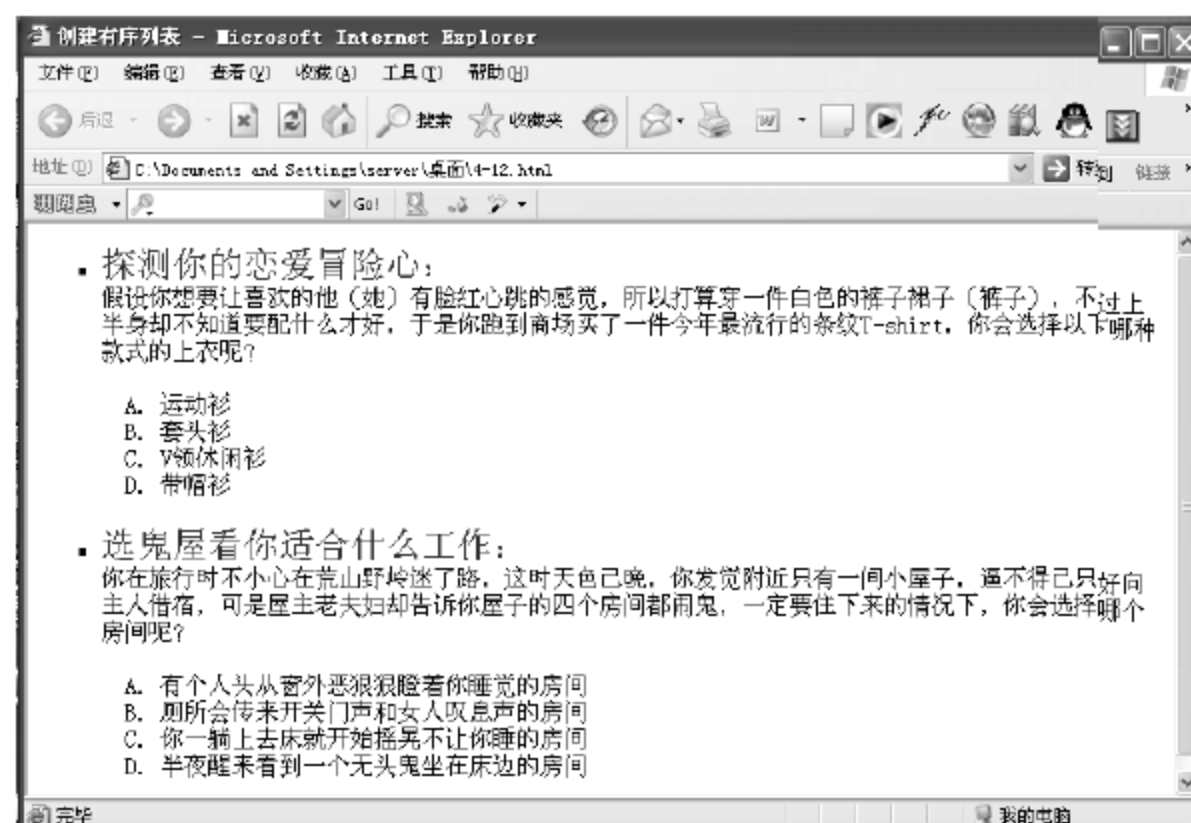 创建有序列表 - Microsoft Internet Explorer
文件(F) 编辑(E) 查看(V) 收藏(A) 工具(T) 帮助(H)
后退 搜索 收藏夹
地址(D) C:\Documents and Settings\server\桌面\4-12.html 转到 链接
Go!
探测你的恋爱冒险心：
假设你想要让喜欢的他（她）有脸红心跳的感觉，所以打算穿一件白色的裤子裙子（裤子），不过上
半身却不知道要配什么才好，于是你跑到商场买了一件今年最流行的条纹T-shirt，你会选择以下哪种
款式的上衣呢？
A. 运动衫
B. 套头衫
C. V领休闲衫
D. 带帽衫
选鬼屋看你适合什么工作：
你在旅行时不小心在荒山野岭迷了路，这时天色已晚，你发觉附近只有一间小屋子，逼不得已只好向
主人借宿，可是屋主老夫妇却告诉你屋子的四个房间都闹鬼，一定要住下来的情况下，你会选择哪个
房间呢？
A. 有个人头从窗外恶狠狠瞪着你睡觉的房间
B. 厕所会传来开关门声和女人叹息声的房间
C. 你一躺上去床就开始摇晃不让你睡的房间
D. 半夜醒来看到一个无头鬼坐在床边的房间
完毕 我的电脑